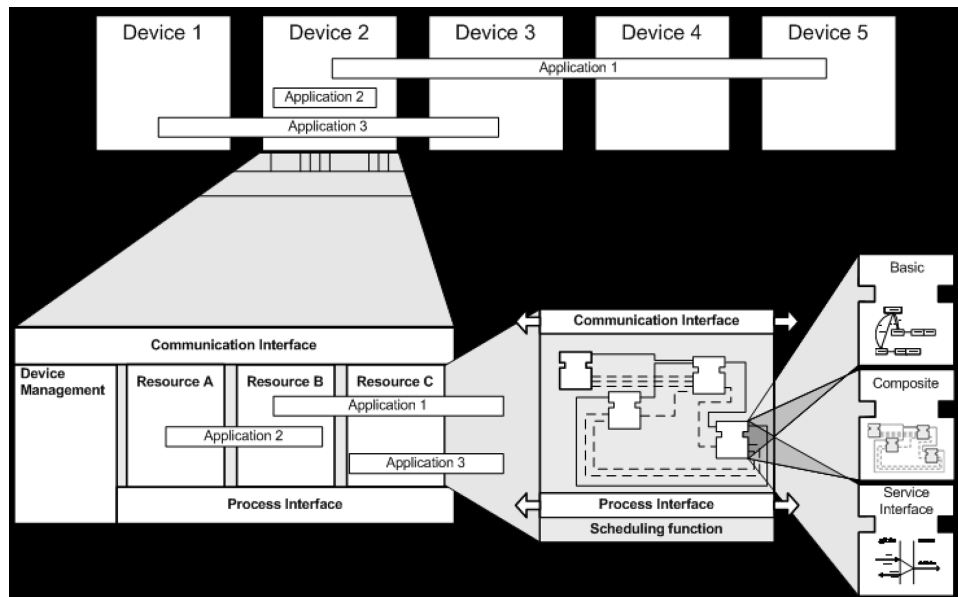 Device 1
Device 2
Device 3
Device 4
Device 5
Application 1
Application 2
Application 3
Communication Interface
Device
Management
Resource A
Resource B
Resource C
Application 1
Application 2
Application 3
Process Interface
Communication Interface
Process Interface
Scheduling function
Basic
Composite
Service
Interface